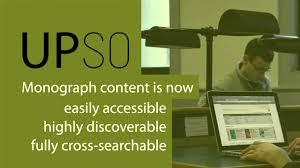 UPSO
Monograph content is now
easily accessible
highly discoverable
fully cross-searchable